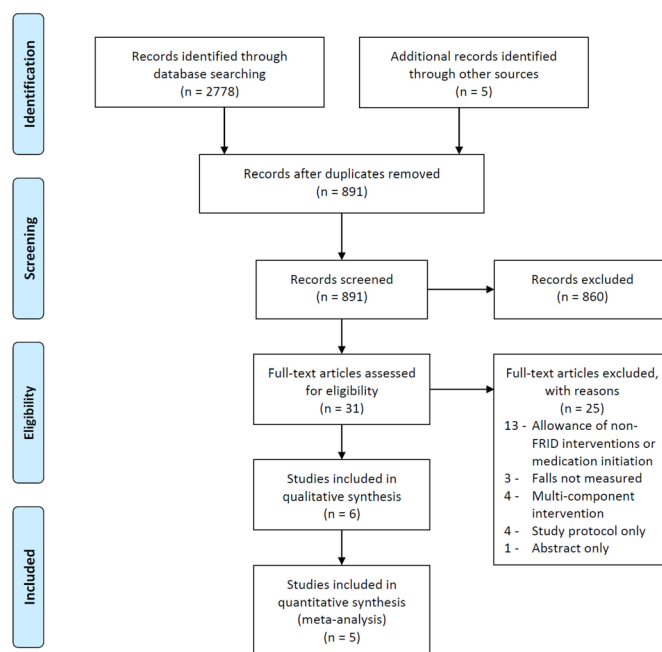 Identification
Records identified through
database searching
(n = 2778)
Additional records identified
through other sources
(n = 5)
Records after duplicates removed
(n = 891)
Screening
Records screened
(n = 891)
Records excluded
(n = 860)
Eligibility
Full-text articles assessed
for eligibility
(n = 31)
Full-text articles excluded,
with reasons
(n = 25)
13 - Allowance of non-
FRID interventions or
medication initiation
3 - Falls not measured
4 - Multi-component
intervention
4 - Study protocol only
1 - Abstract only
Studies included in
qualitative synthesis
(n = 6)
Included
Studies included in
quantitative synthesis
(meta-analysis)
(n = 5)